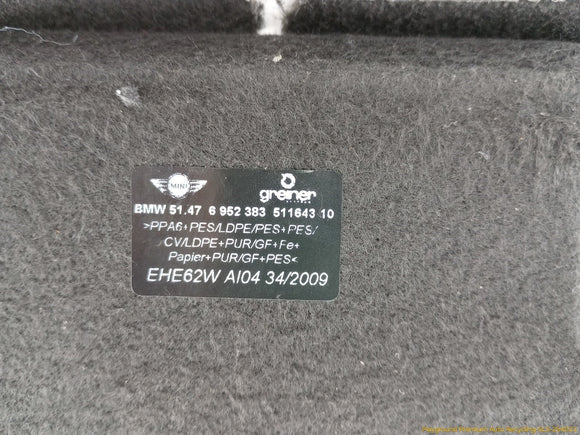 MINI
greiner
BMW 51.47 6 952 383 511643 10
>PPA6+PES/LDPE/PES+PES/
CV/LDPE+PUR/GF+Fe+
Papier+PUR/GF+PES<
EHE62W AI04 34/2009